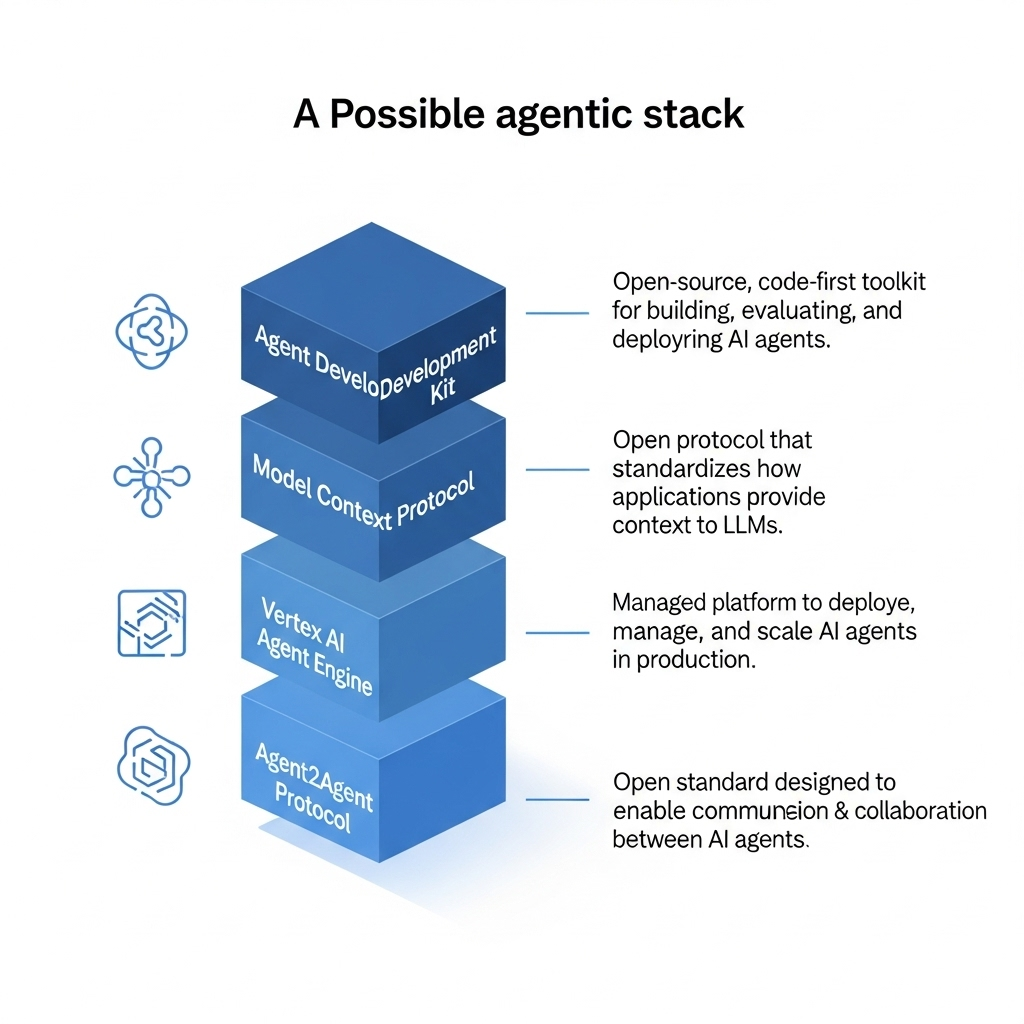 A Possible agentic stack
Agent Develo Development
Kit
Open-source, code-first toolkit
for building, evaluating, and
deployring AI agents.
Model Context Protocol
Open protocol that
standardizes how
applications provide
context to LLMs.
Vertex AI
Agent Engine
Managed platform to deploye,
manage, and scale AI agents
in production.
Agent2Agent
Protocol
Open standard designed to
enable & collaboration
between AI agents.